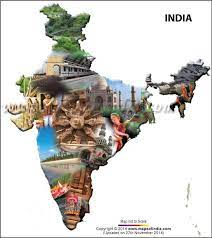 INDIA
Map not to Scale
Copyright © 2014 www.mapsofindia.com
(Updated on 27th November 2014)